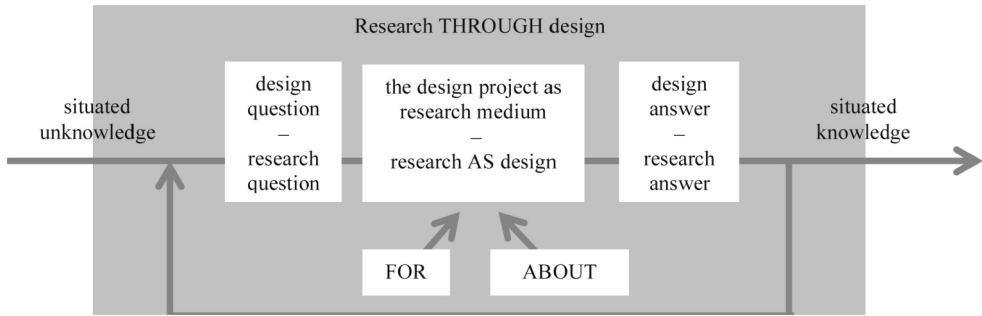 Research THROUGH design
situated
unknowledge
design
question
–
research
question
the design project as
research medium
–
research AS design
design
answer
–
research
answer
situated
knowledge
FOR
ABOUT